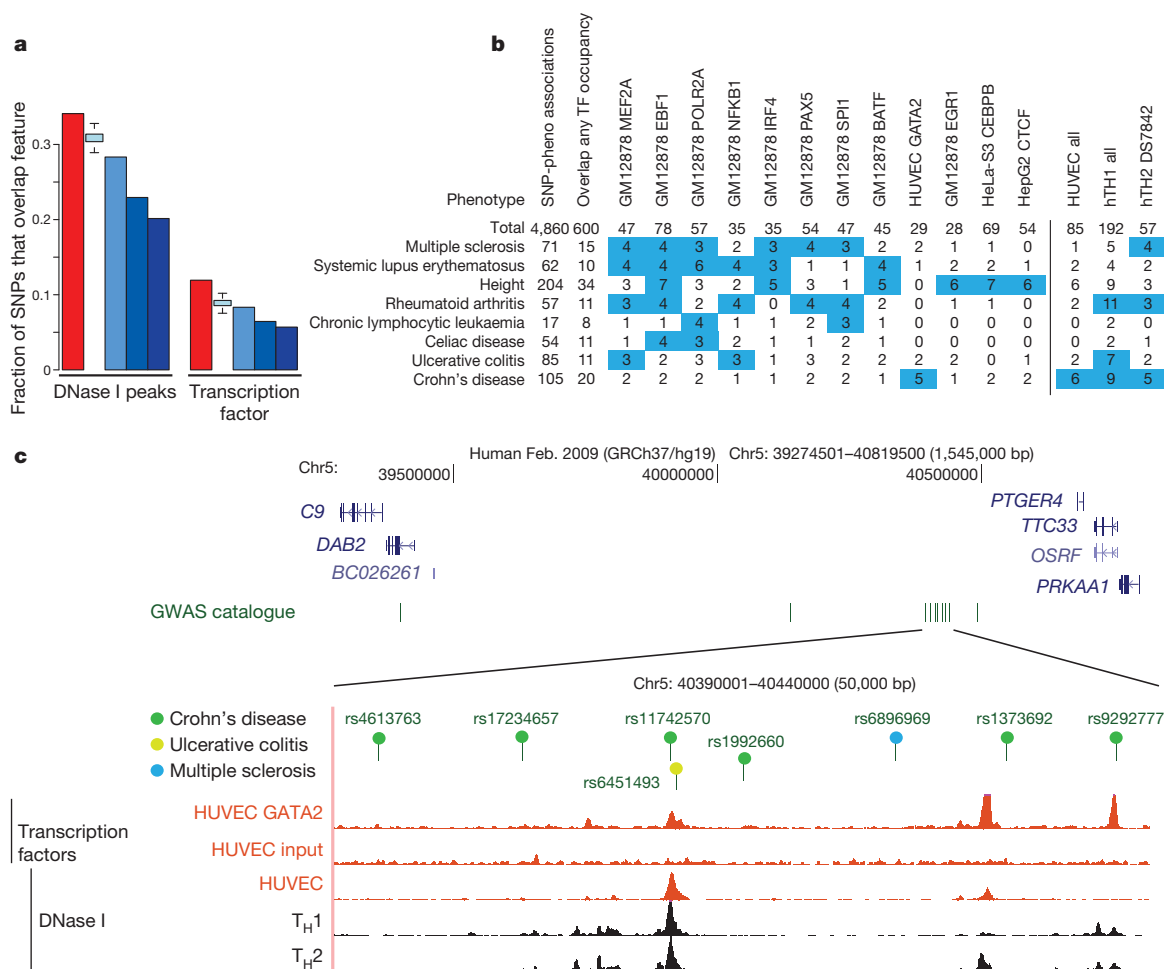 a
Fraction of SNPs that overlap feature
0.3
0.2
0.1
0
DNase I peaks
Transcription
factor
b
Phenotype SNP-pheno associations Overlap any TF occupancy GM12878 MEF2A GM12878 EBF1 GM12878 POLR2A GM12878 NFKB1 GM12878 IRF4 GM12878 PAX5 GM12878 SPI1 GM12878 BATF HUVEC GATA2 GM12878 EGR1 HeLa-S3 CEBPB HepG2 CTCF HUVEC all hTH1 all hTH2 DS7842
Total 4,860 600 47 78 57 35 35 54 47 45 29 28 69 54 85 192 57
Multiple sclerosis 71 15 4 4 3 2 3 4 3 2 2 1 1 0 1 5 4
Systemic lupus erythematosus 62 10 4 4 6 4 3 1 1 4 1 2 2 1 2 4 2
Height 204 34 3 7 3 2 5 3 1 5 0 6 7 6 6 9 3
Rheumatoid arthritis 57 11 3 4 2 4 0 4 4 2 0 1 1 0 2 11 3
Chronic lymphocytic leukaemia 17 8 1 1 4 1 1 2 3 1 0 0 0 0 0 2 0
Celiac disease 54 11 1 4 3 2 1 1 2 1 0 0 0 0 0 2 1
Ulcerative colitis 85 11 3 2 3 3 1 3 2 2 2 2 0 1 2 7 2
Crohn's disease 105 20 2 2 2 1 1 2 2 1 5 1 2 2 6 9 5
c
Human Feb. 2009 (GRCh37/hg19) Chr5: 39274501–40819500 (1,545,000 bp)
Chr5:
39500000 40000000 40500000
C9
DAB2
BC026261
PTGER4
TTC33
OSRF
PRKAA1
GWAS catalogue
Chr5: 40390001–40440000 (50,000 bp)
Crohn's disease
Ulcerative colitis
Multiple sclerosis
rs4613763 rs17234657 rs11742570 rs6896969 rs1373692 rs9292777
rs1992660
rs6451493
Transcription
factors
HUVEC GATA2
HUVEC input
DNase I
HUVEC
TH1
TH2